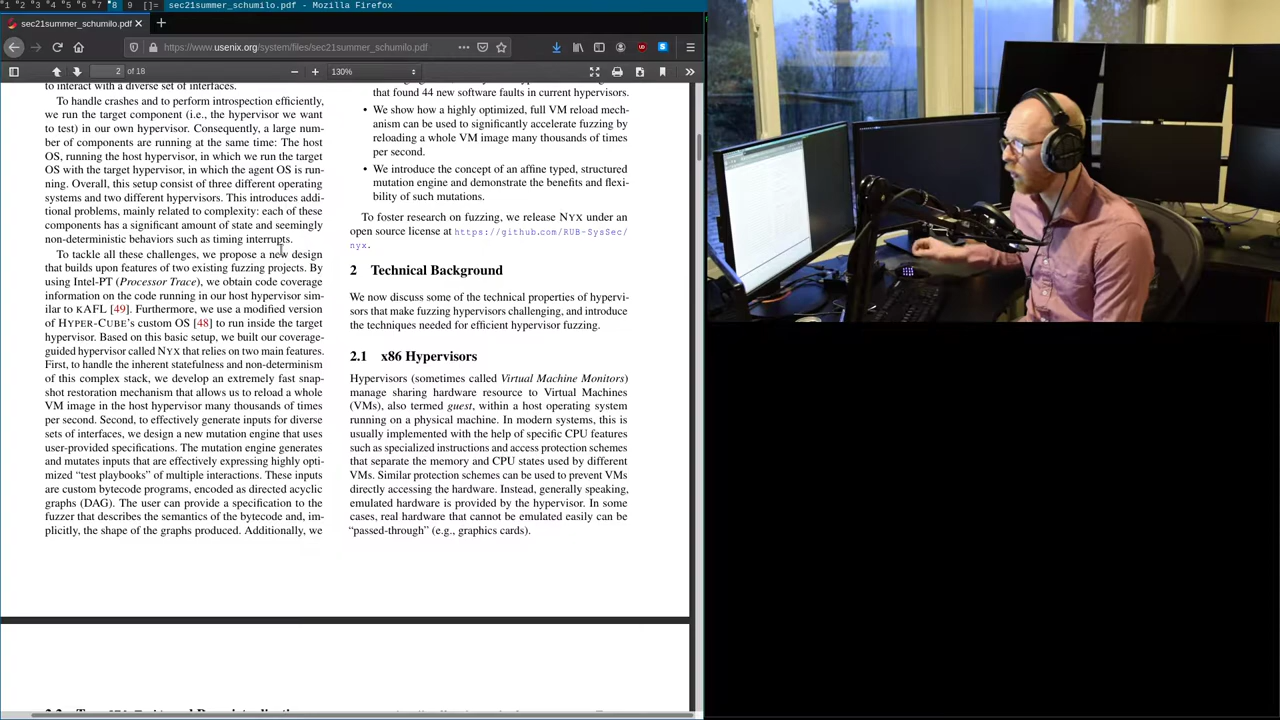 1 2 3 4 5 6 7 8 9 []= sec21summer_schumilo.pdf - Mozilla Firefox
sec21summer_schumilo.pdf
https://www.usenix.org/system/files/sec21summer_schumilo.pdf
2 of 18
130%
to interact with a diverse set of interfaces.
To handle crashes and to perform introspection efficiently,
we run the target component (i.e., the hypervisor we want
to test) in our own hypervisor. Consequently, a large num-
ber of components are running at the same time: The host
OS, running the host hypervisor, in which we run the target
OS with the target hypervisor, in which the agent OS is run-
ning. Overall, this setup consist of three different operating
systems and two different hypervisors. This introduces addi-
tional problems, mainly related to complexity: each of these
components has a significant amount of state and seemingly
non-deterministic behaviors such as timing interrupts.
To tackle all these challenges, we propose a new design
that builds upon features of two existing fuzzing projects. By
using Intel-PT (Processor Trace), we obtain code coverage
information on the code running in our host hypervisor sim-
ilar to KAFL [49]. Furthermore, we use a modified version
of HYPER-CUBE's custom OS [48] to run inside the target
hypervisor. Based on this basic setup, we built our coverage-
guided hypervisor called NYX that relies on two main features.
First, to handle the inherent statefulness and non-determinism
of this complex stack, we develop an extremely fast snap-
shot restoration mechanism that allows us to reload a whole
VM image in the host hypervisor many thousands of times
per second. Second, to effectively generate inputs for diverse
sets of interfaces, we design a new mutation engine that uses
user-provided specifications. The mutation engine generates
and mutates inputs that are effectively expressing highly opti-
mized “test playbooks” of multiple interactions. These inputs
are custom bytecode programs, encoded as directed acyclic
graphs (DAG). The user can provide a specification to the
fuzzer that describes the semantics of the bytecode and, im-
plicitly, the shape of the graphs produced. Additionally, we
that found 44 new software faults in current hypervisors.
• We show how a highly optimized, full VM reload mech-
anism can be used to significantly accelerate fuzzing by
reloading a whole VM image many thousands of times
per second.
• We introduce the concept of an affine typed, structured
mutation engine and demonstrate the benefits and flexi-
bility of such mutations.
To foster research on fuzzing, we release NYX under an
open source license at https://github.com/RUB-SysSec/
nyx.
2 Technical Background
We now discuss some of the technical properties of hypervi-
sors that make fuzzing hypervisors challenging, and introduce
the techniques needed for efficient hypervisor fuzzing.
2.1 x86 Hypervisors
Hypervisors (sometimes called Virtual Machine Monitors)
manage sharing hardware resource to Virtual Machines
(VMs), also termed guest, within a host operating system
running on a physical machine. In modern systems, this is
usually implemented with the help of specific CPU features
such as specialized instructions and access protection schemes
that separate the memory and CPU states used by different
VMs. Similar protection schemes can be used to prevent VMs
directly accessing the hardware. Instead, generally speaking,
emulated hardware is provided by the hypervisor. In some
cases, real hardware that cannot be emulated easily can be
“passed-through” (e.g., graphics cards).